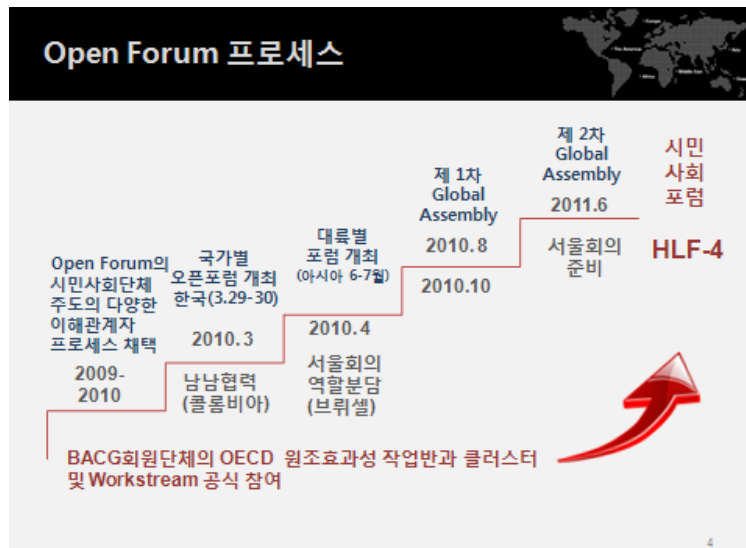 Open Forum 프로세스
Open Forum의
시민사회단체
주도의 다양한
이해관계자
프로세스 채택
2009-
2010
국가별
오픈포럼 개최
한국(3.29-30)
2010.3
남남협력
(콜롬비아)
대륙별
포럼 개최
(아시아 6-7월)
2010.4
서울회의
역할분담
(브뤼셀)
제 1차
Global
Assembly
2010.8
2010.10
제 2차
Global
Assembly
2011.6
서울회의
준비
시민
사회
포럼
HLF-4
BACG회원단체의 OECD 원조효과성 작업반과 클러스터
및 Workstream 공식 참여
4